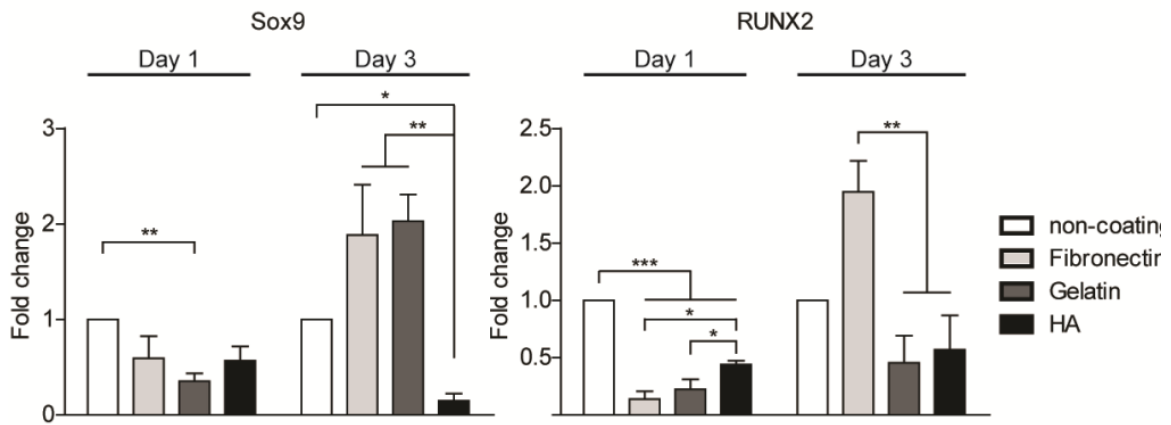 Sox9
Day 1
Day 3
Fold change
3
2
1
0
**
*
**
RUNX2
Day 1
Day 3
Fold change
2.5
2.0
1.5
1.0
0.5
***
*
*
**
non-coating
Fibronectin
Gelatin
HA